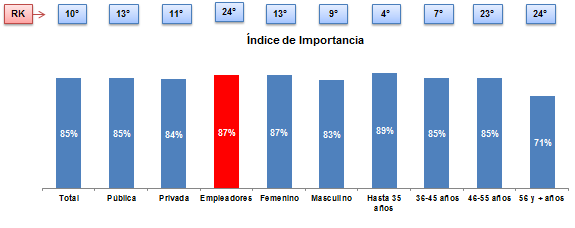 RK 10° 13° 11° 24° 13° 9° 4° 7° 23° 24°
Índice de Importancia
85% 85% 84% 87% 87% 83% 89% 85% 85% 71%
Total Pública Privada Empleadores Femenino Masculino Hasta 35 años 36-45 años 46-55 años 56 y + años